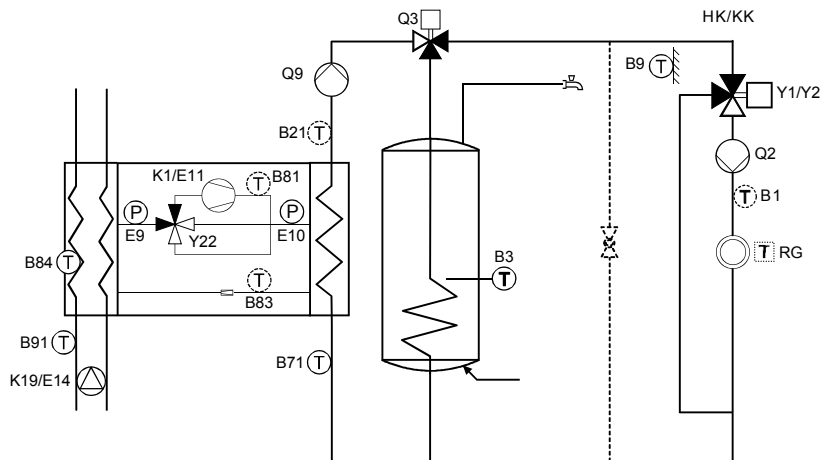 Q3
HK/KK
B9 T
Q9
Y1/Y2
B21 T
Q2
K1/E11
T B81
T B1
P
P
E9
Y22
E10
B84 T
T RG
B3
T
T
B83
B91 T
B71 T
K19/E14